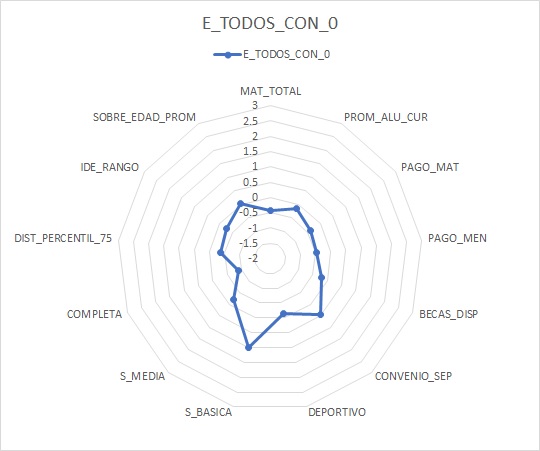 E_TODOS_CON_0
E_TODOS_CON_0
MAT_TOTAL
PROM_ALU_CUR
PAGO_MAT
PAGO_MEN
BECAS_DISP
CONVENIO_SEP
DEPORTIVO
S_BASICA
S_MEDIA
COMPLETA
DIST_PERCENTIL_75
IDE_RANGO
SOBRE_EDAD_PROM
3
2.5
2
1.5
1
0.5
0
-0.5
-1
-1.5
-2